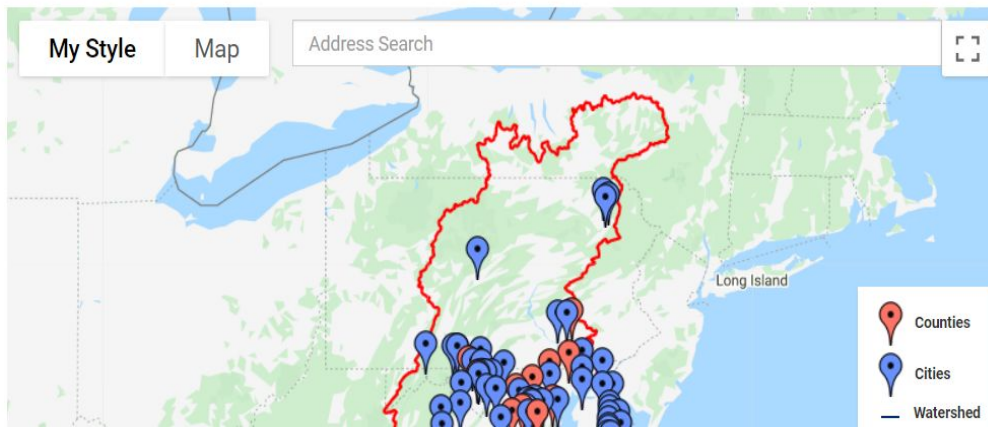 My Style
Map
Address Search
Long Island
Counties
Cities
Watershed